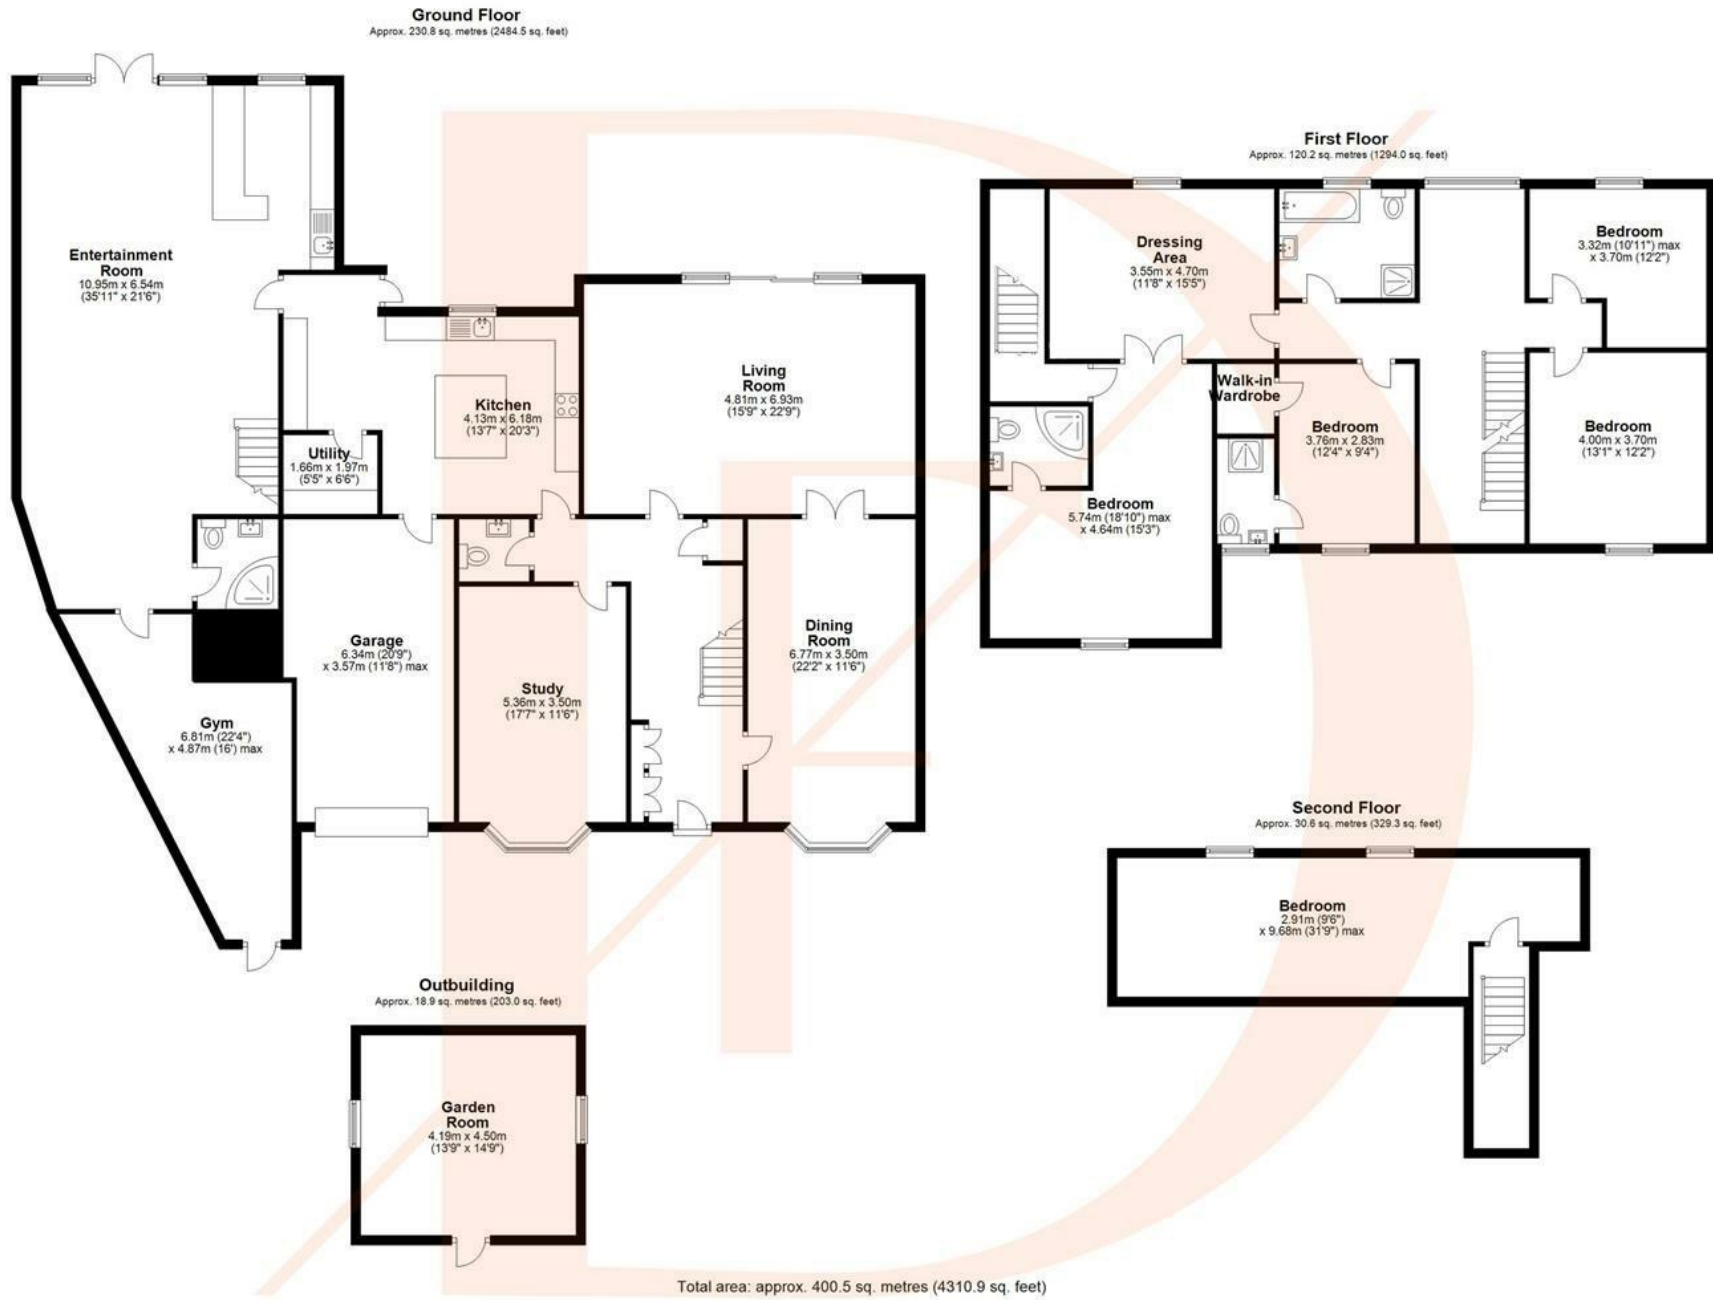 Ground Floor
Approx. 230.8 sq. metres (2484.5 sq. feet)
Entertainment
Room
10.95m x 6.54m
(35'11" x 21'6")
Kitchen
4.13m x 6.18m
(13'7" x 20'3")
Living
Room
4.81m x 6.93m
(15'9" x 22'9")
Utility
1.66m x 1.97m
(5'5" x 6'6")
Garage
6.34m (20'9")
x 3.57m (11'8") max
Dining
Room
6.77m x 3.50m
(22'2" x 11'6")
Study
5.36m x 3.50m
(17'7" x 11'6")
Gym
6.81m (22'4")
x 4.87m (16') max
First Floor
Approx. 120.2 sq. metres (1294.0 sq. feet)
Dressing
Area
3.55m x 4.70m
(11'8" x 15'5")
Bedroom
3.32m (10'11") max
x 3.70m (12'2")
Walk-in
Wardrobe
Bedroom
3.76m x 2.83m
(12'4" x 9'4")
Bedroom
4.00m x 3.70m
(13'1" x 12'2")
Bedroom
5.74m (18'10") max
x 4.64m (15'3")
Second Floor
Approx. 30.6 sq. metres (329.3 sq. feet)
Bedroom
2.91m (9'6")
x 9.68m (31'9") max
Outbuilding
Approx. 18.9 sq. metres (203.0 sq. feet)
Garden
Room
4.19m x 4.50m
(13'9" x 14'9")
Total area: approx. 400.5 sq. metres (4310.9 sq. feet)